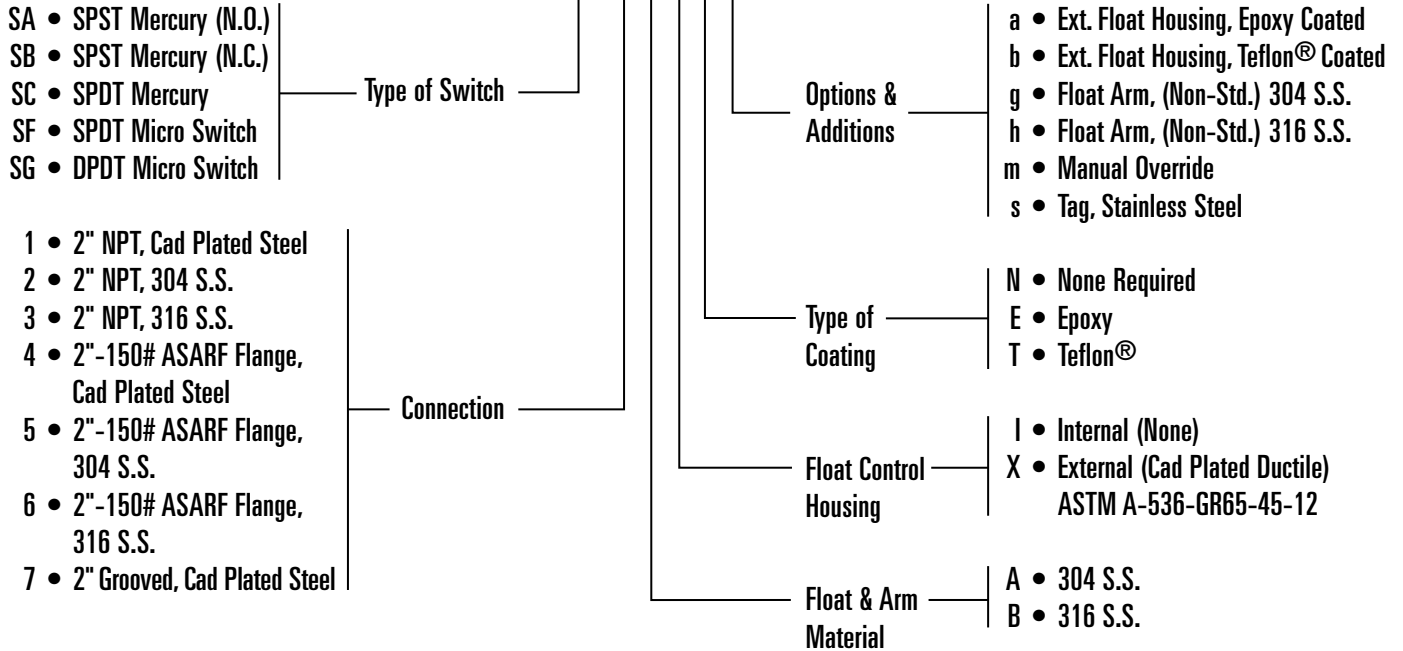 SA • SPST Mercury (N.O.)
SB • SPST Mercury (N.C.)
SC • SPDT Mercury
SF • SPDT Micro Switch
SG • DPDT Micro Switch
Type of Switch
1 • 2" NPT, Cad Plated Steel
2 • 2" NPT, 304 S.S.
3 • 2" NPT, 316 S.S.
4 • 2"-150# ASARF Flange,
Cad Plated Steel
5 • 2"-150# ASARF Flange,
304 S.S.
6 • 2"-150# ASARF Flange,
316 S.S.
7 • 2" Grooved, Cad Plated Steel
Connection
Options &
Additions
a • Ext. Float Housing, Epoxy Coated
b • Ext. Float Housing, Teflon® Coated
g • Float Arm, (Non-Std.) 304 S.S.
h • Float Arm, (Non-Std.) 316 S.S.
m • Manual Override
s • Tag, Stainless Steel
Type of
Coating
N • None Required
E • Epoxy
T • Teflon®
Float Control
Housing
I • Internal (None)
X • External (Cad Plated Ductile)
ASTM A-536-GR65-45-12
Float & Arm
Material
A • 304 S.S.
B • 316 S.S.